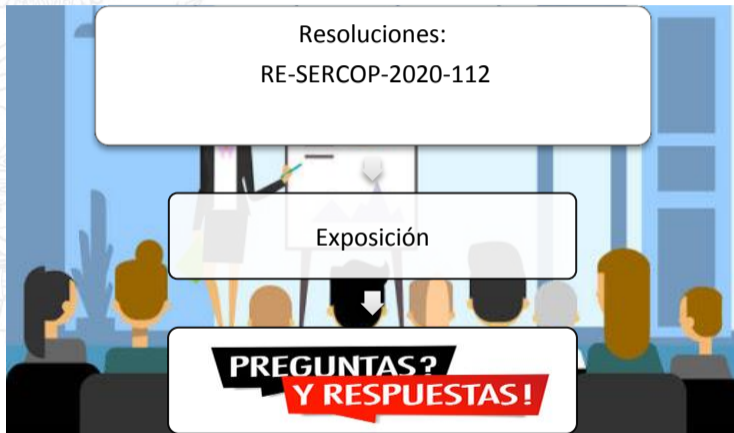 Resoluciones:
RE-SERCOP-2020-112
Exposición
PREGUNTAS?
Y RESPUESTAS!